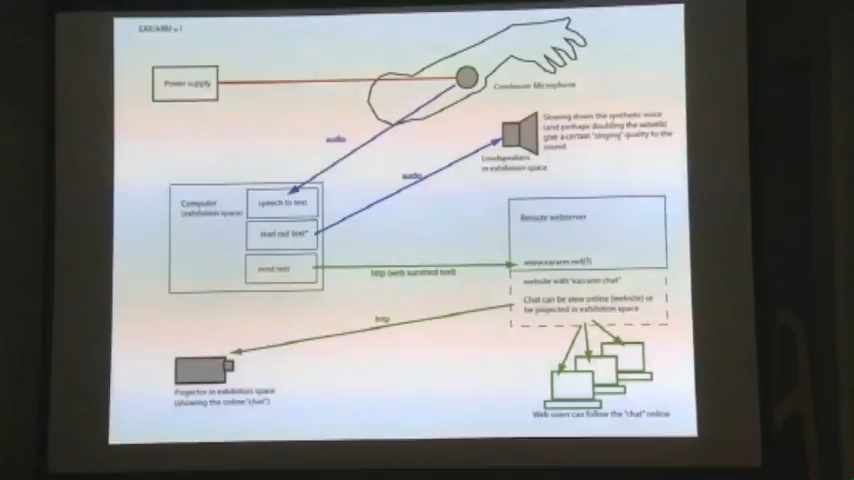 EAR/ARM v.1
Power supply
Condenser Microphone
audio
Slowing down the synthetic voice
(and perhaps doubling the
give a certain "singing" quality to the
sound
Loudspeakers
in exhibition space
audio
Computer
(exhibition space)
speech to text
read out text*
send text
Remote webserver
www.eararm.net(?)
http (web
website with "ear/arm chat"
Chat can be view online (website) or
be projected in exhibition space
http
Projector in exhibition space
(showing the online "chat")
Web users can follow the "chat" online